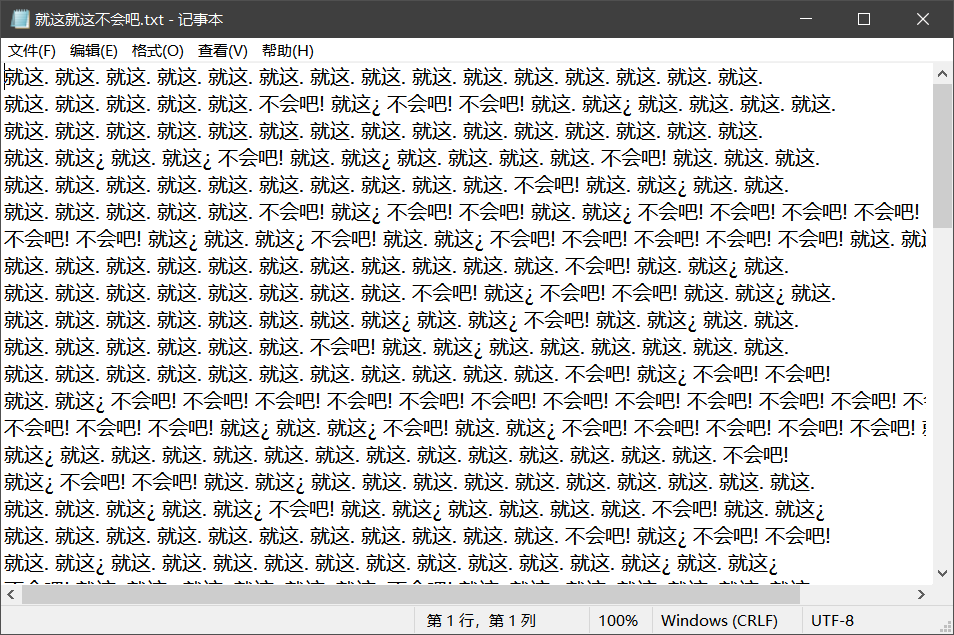 就这就这不会吧.txt - 记事本
文件(F) 编辑(E) 格式(O) 查看(V) 帮助(H)
就这. 就这. 就这. 就这. 就这. 就这. 就这. 就这. 就这. 就这. 就这. 就这. 就这. 就这. 就这.
就这. 就这. 就这. 就这. 就这. 不会吧! 就这¿ 不会吧! 不会吧! 就这. 就这¿ 就这. 就这. 就这. 就这.
就这. 就这. 就这. 就这. 就这. 就这. 就这. 就这. 就这. 就这. 就这. 就这. 就这. 就这. 就这.
就这. 就这¿ 就这. 就这¿ 不会吧! 就这. 就这¿ 就这. 就这. 就这. 就这. 不会吧! 就这. 就这. 就这.
就这. 就这. 就这. 就这. 就这. 就这. 就这. 就这. 就这. 就这. 不会吧! 就这. 就这¿ 就这. 就这.
就这. 就这. 就这. 就这. 就这. 不会吧! 就这¿ 不会吧! 不会吧! 就这. 就这¿ 不会吧! 不会吧! 不会吧! 不会吧!
不会吧! 不会吧! 就这¿ 就这. 就这¿ 不会吧! 就这. 就这¿ 不会吧! 不会吧! 不会吧! 不会吧! 不会吧! 就这. 就
就这. 就这. 就这. 就这. 就这. 就这. 就这. 就这. 就这. 就这. 就这. 不会吧! 就这. 就这¿ 就这.
就这. 就这. 就这. 就这. 就这. 就这. 就这. 就这. 不会吧! 就这¿ 不会吧! 不会吧! 就这. 就这¿ 就这.
就这. 就这. 就这. 就这. 就这. 就这. 就这. 就这¿ 就这. 就这¿ 不会吧! 就这. 就这¿ 就这. 就这.
就这. 就这. 就这. 就这. 就这. 就这. 不会吧! 就这. 就这¿ 就这. 就这. 就这. 就这. 就这. 就这.
就这. 就这. 就这. 就这. 就这. 就这. 就这. 就这. 就这. 就这. 就这. 不会吧! 就这¿ 不会吧! 不会吧!
就这. 就这¿ 不会吧! 不会吧! 不会吧! 不会吧! 不会吧! 不会吧! 不会吧! 不会吧! 不会吧! 不会吧! 不会吧! 不
不会吧! 不会吧! 不会吧! 就这¿ 就这. 就这¿ 不会吧! 就这. 就这¿ 不会吧! 不会吧! 不会吧! 不会吧! 不会吧!
就这¿ 就这. 就这. 就这. 就这. 就这. 就这. 就这. 就这. 就这. 就这. 就这. 就这. 就这. 不会吧!
就这¿ 不会吧! 不会吧! 就这. 就这¿ 就这. 就这. 就这. 就这. 就这. 就这. 就这. 就这. 就这. 就这.
就这. 就这. 就这¿ 就这. 就这¿ 不会吧! 就这. 就这¿ 就这. 就这. 就这. 就这. 不会吧! 就这. 就这¿
就这. 就这. 就这. 就这. 就这. 就这. 就这. 就这. 就这. 就这. 就这. 不会吧! 就这¿ 不会吧! 不会吧!
就这. 就这¿ 就这. 就这. 就这. 就这. 就这. 就这. 就这. 就这. 就这. 就这. 就这¿ 就这. 就这¿
第 1 行，第 1 列 100% Windows (CRLF) UTF-8